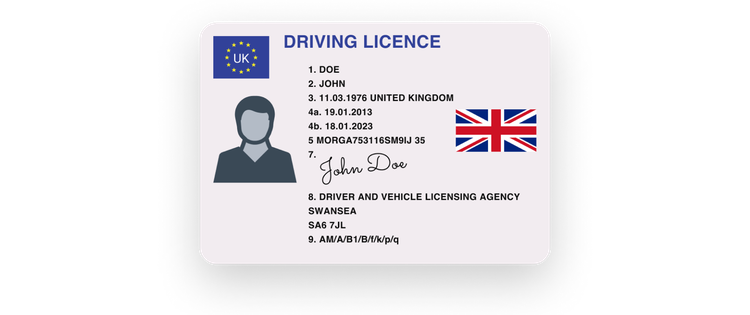 UK
DRIVING LICENCE
1. DOE
2. JOHN
3. 11.03.1976 UNITED KINGDOM
4a. 19.01.2013
4b. 18.01.2023
5 MORGA753116SM9IJ 35
7.
John Doe
8. DRIVER AND VEHICLE LICENSING AGENCY
SWANSEA
SA6 7JL
9. AM/A/B1/B/f/k/p/q